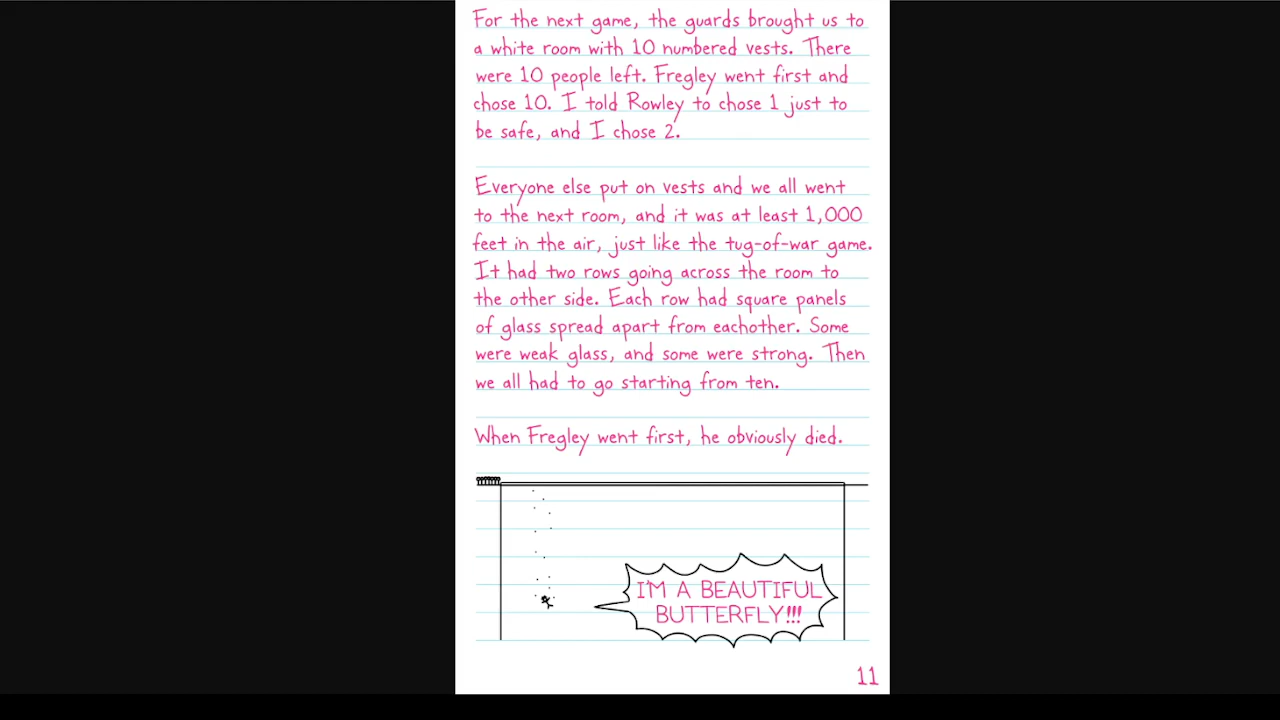 For the next game, the guards brought us to
a white room with 10 numbered vests. There
were 10 people left. Fregley went first and
chose 10. I told Rowley to chose 1 just to
be safe, and I chose 2.
Everyone else put on vests and we all went
to the next room, and it was at least 1,000
feet in the air, just like the tug-of-war game.
It had two rows going across the room to
the other side. Each row had square panels
of glass spread apart from eachother. Some
were weak glass, and some were strong. Then
we all had to go starting from ten.
When Fregley went first, he obviously died.
I'M A BEAUTIFUL
BUTTERFLY!!!
11